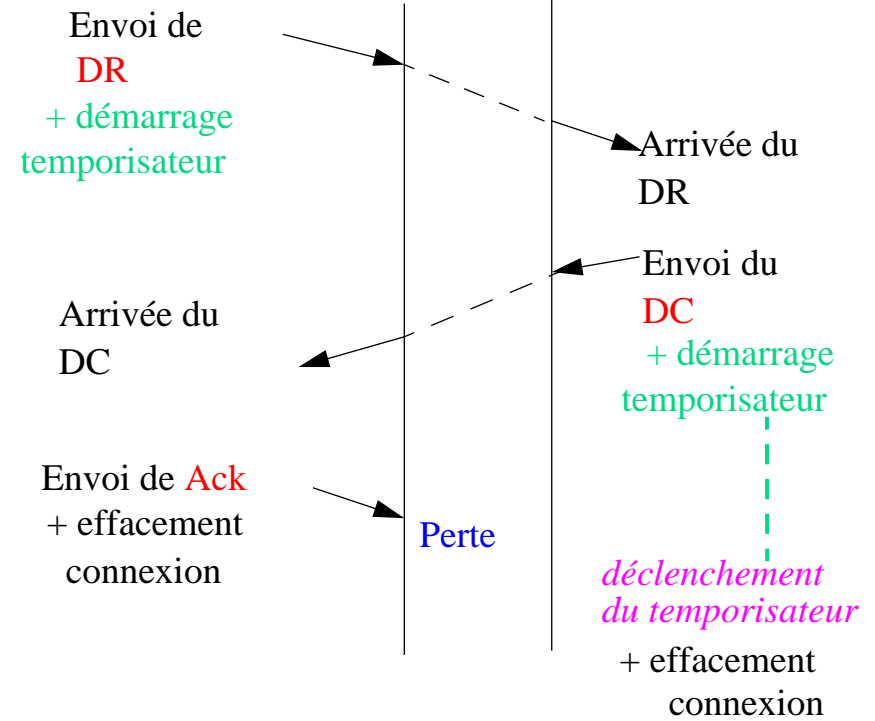 Envoi de
DR
+ démarrage
temporisateur
Arrivée du
DR
Envoi du
DC
+ démarrage
temporisateur
Arrivée du
DC
Envoi de Ack
+ effacement
connexion
Perte
déclenchement
du temporisateur
+ effacement
connexion